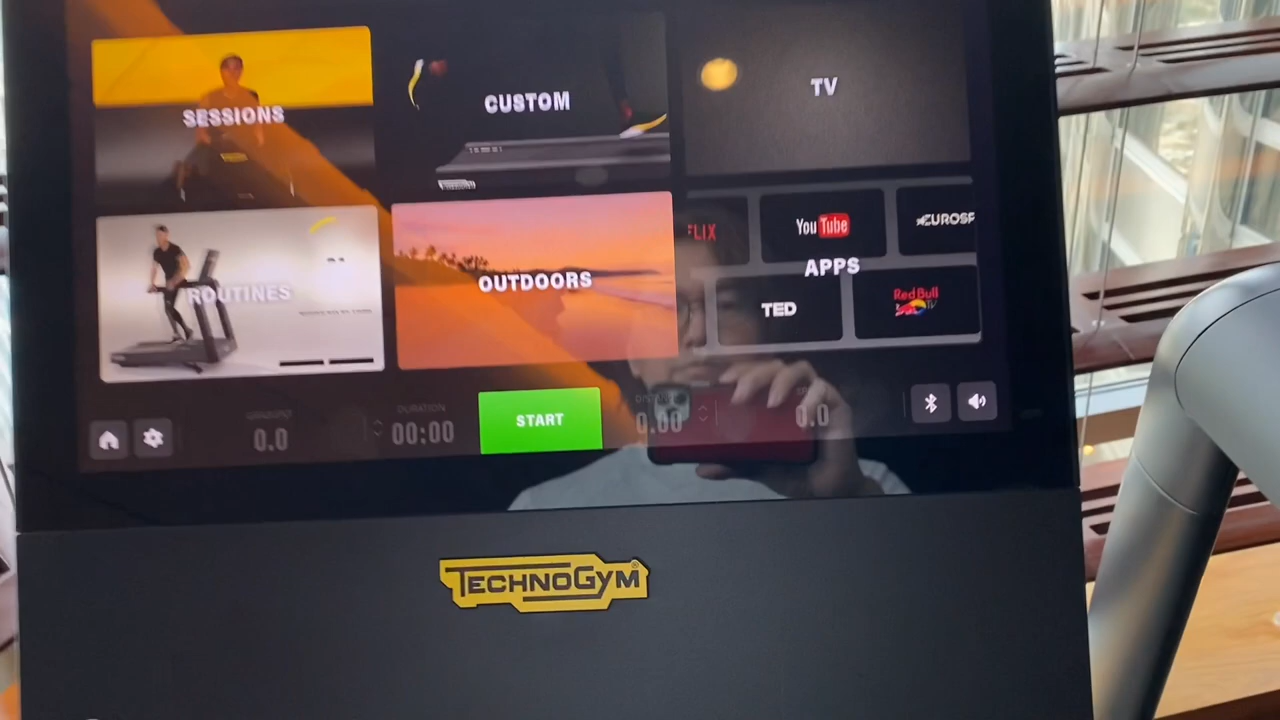 SESSIONS
CUSTOM
TV
ROUTINES
OUTDOORS
FLIX
YouTube
EUROSP
APPS
TED
Red Bull
TV
0.0
DURATION
00:00
START
0.00
0.0
TECHNOGYM®